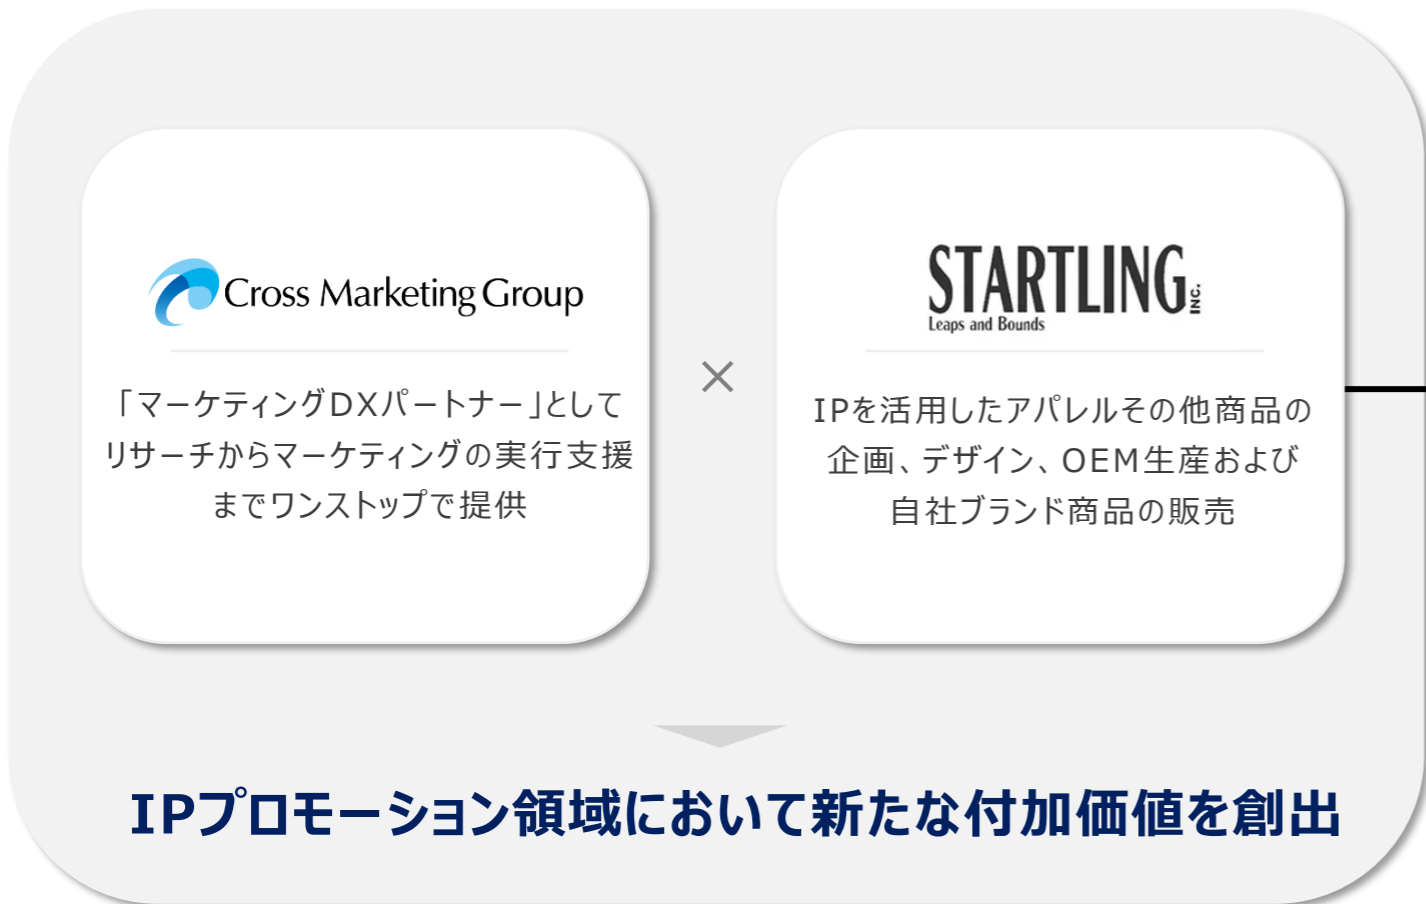 Cross Marketing Group
「マーケティングDXパートナー」として
リサーチからマーケティングの実行支援
までワンストップで提供
×
STARTLING INC.
Leaps and Bounds
IPを活用したアパレルその他商品の
企画、デザイン、OEM生産および
自社ブランド商品の販売
IPプロモーション領域において新たな付加価値を創出